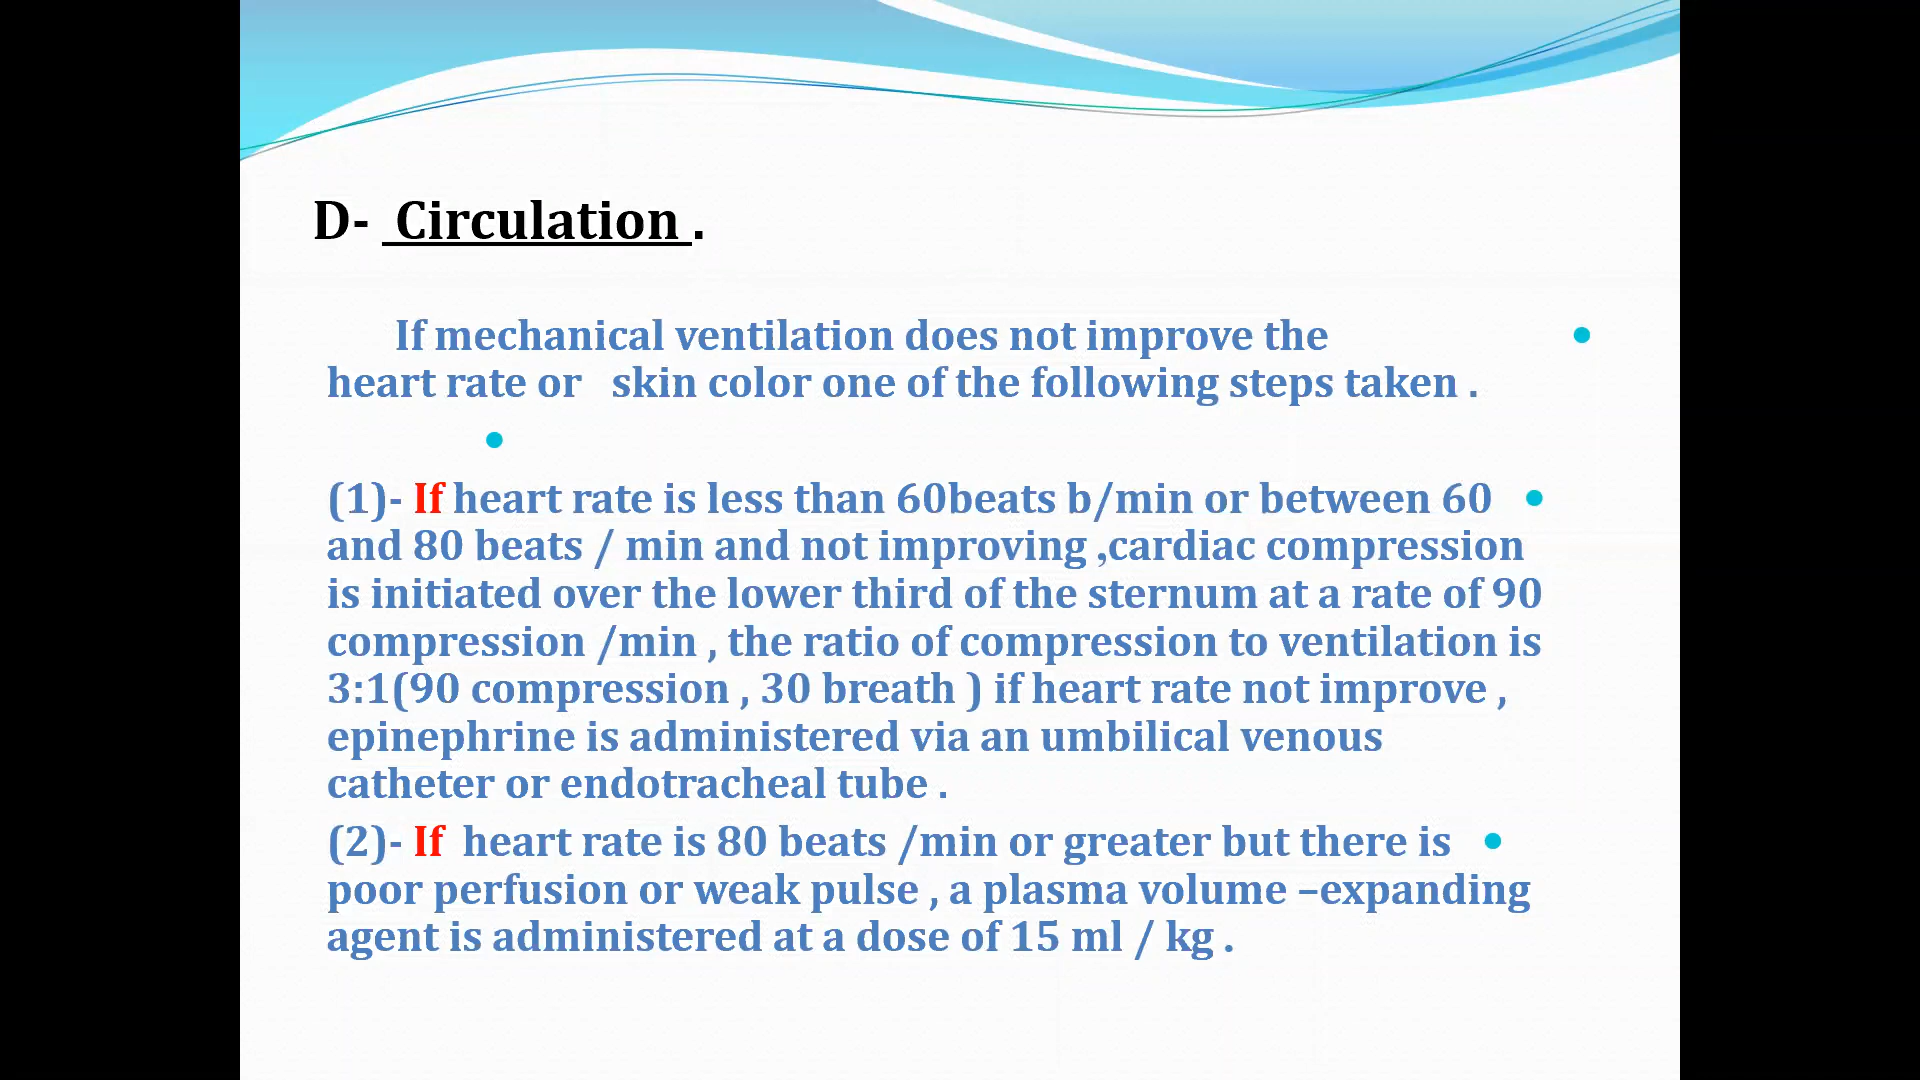 D- Circulation .
If mechanical ventilation does not improve the
heart rate or skin color one of the following steps taken .
(1)- If heart rate is less than 60beats b/min or between 60
and 80 beats / min and not improving ,cardiac compression
is initiated over the lower third of the sternum at a rate of 90
compression /min , the ratio of compression to ventilation is
3:1(90 compression , 30 breath ) if heart rate not improve ,
epinephrine is administered via an umbilical venous
catheter or endotracheal tube .
(2)- If heart rate is 80 beats /min or greater but there is
poor perfusion or weak pulse , a plasma volume –expanding
agent is administered at a dose of 15 ml / kg .